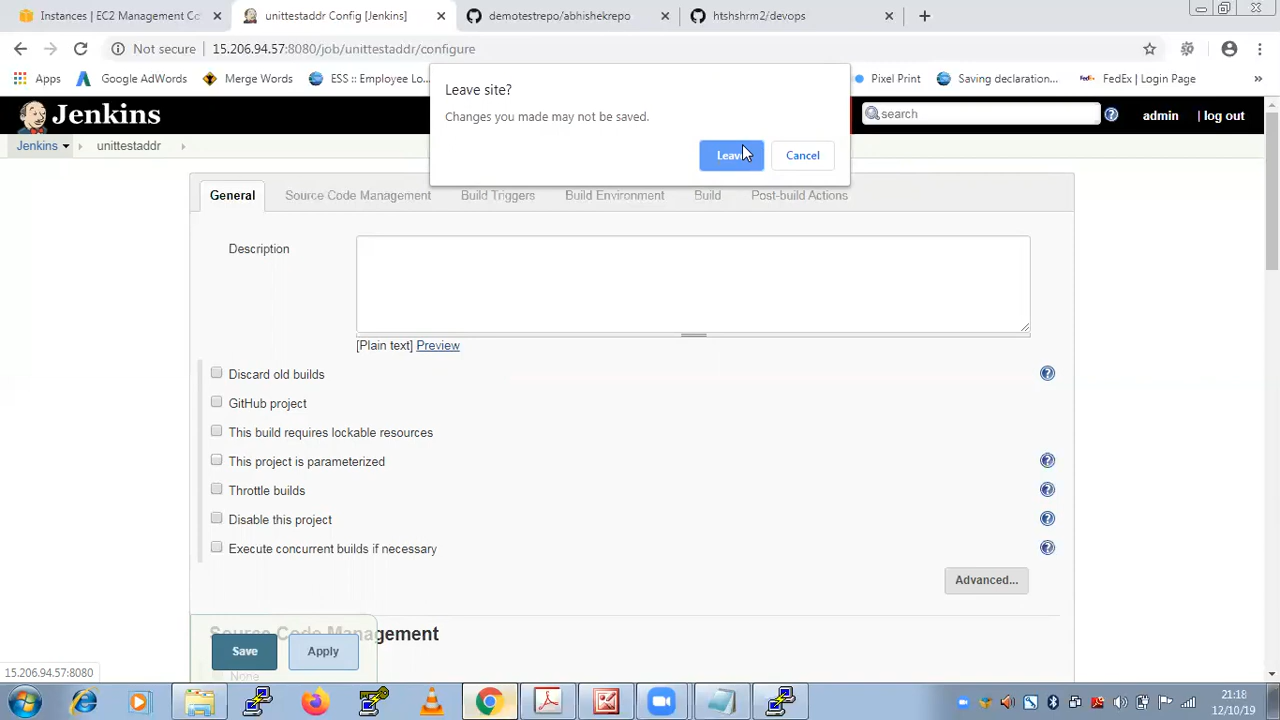 Instances | EC2 Management Co
unittestaddr Config [Jenkins]
demotestrepo/abhishekrepo
htshshrm2/devops
Not secure
15.206.94.57:8080/job/unittestaddr/configure
Apps
Google AdWords
Merge Words
ESS :: Employee Lo...
Pixel Print
Saving declaration...
FedEx | Login Page
»
Leave site?
Changes you made may not be saved.
Leave
Cancel
Jenkins
search
admin
| log out
Jenkins
unittestaddr
General
Source Code Management
Build Triggers
Build Environment
Build
Post-build Actions
Description
[Plain text] Preview
Discard old builds
GitHub project
This build requires lockable resources
This project is parameterized
Throttle builds
Disable this project
Execute concurrent builds if necessary
Advanced...
Source Code Management
Save
Apply
None
15.206.94.57:8080
21:18
12/10/19